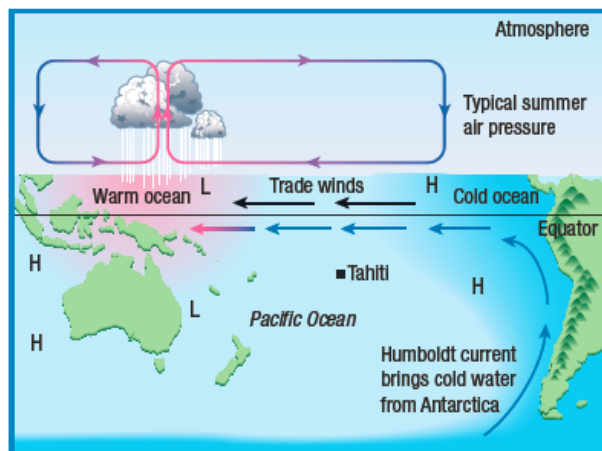 Atmosphere
Typical summer
air pressure
Warm ocean
L
Trade winds
H
Cold ocean
Equator
H
Tahiti
H
L
Pacific Ocean
H
Humboldt current
brings cold water
from Antarctica